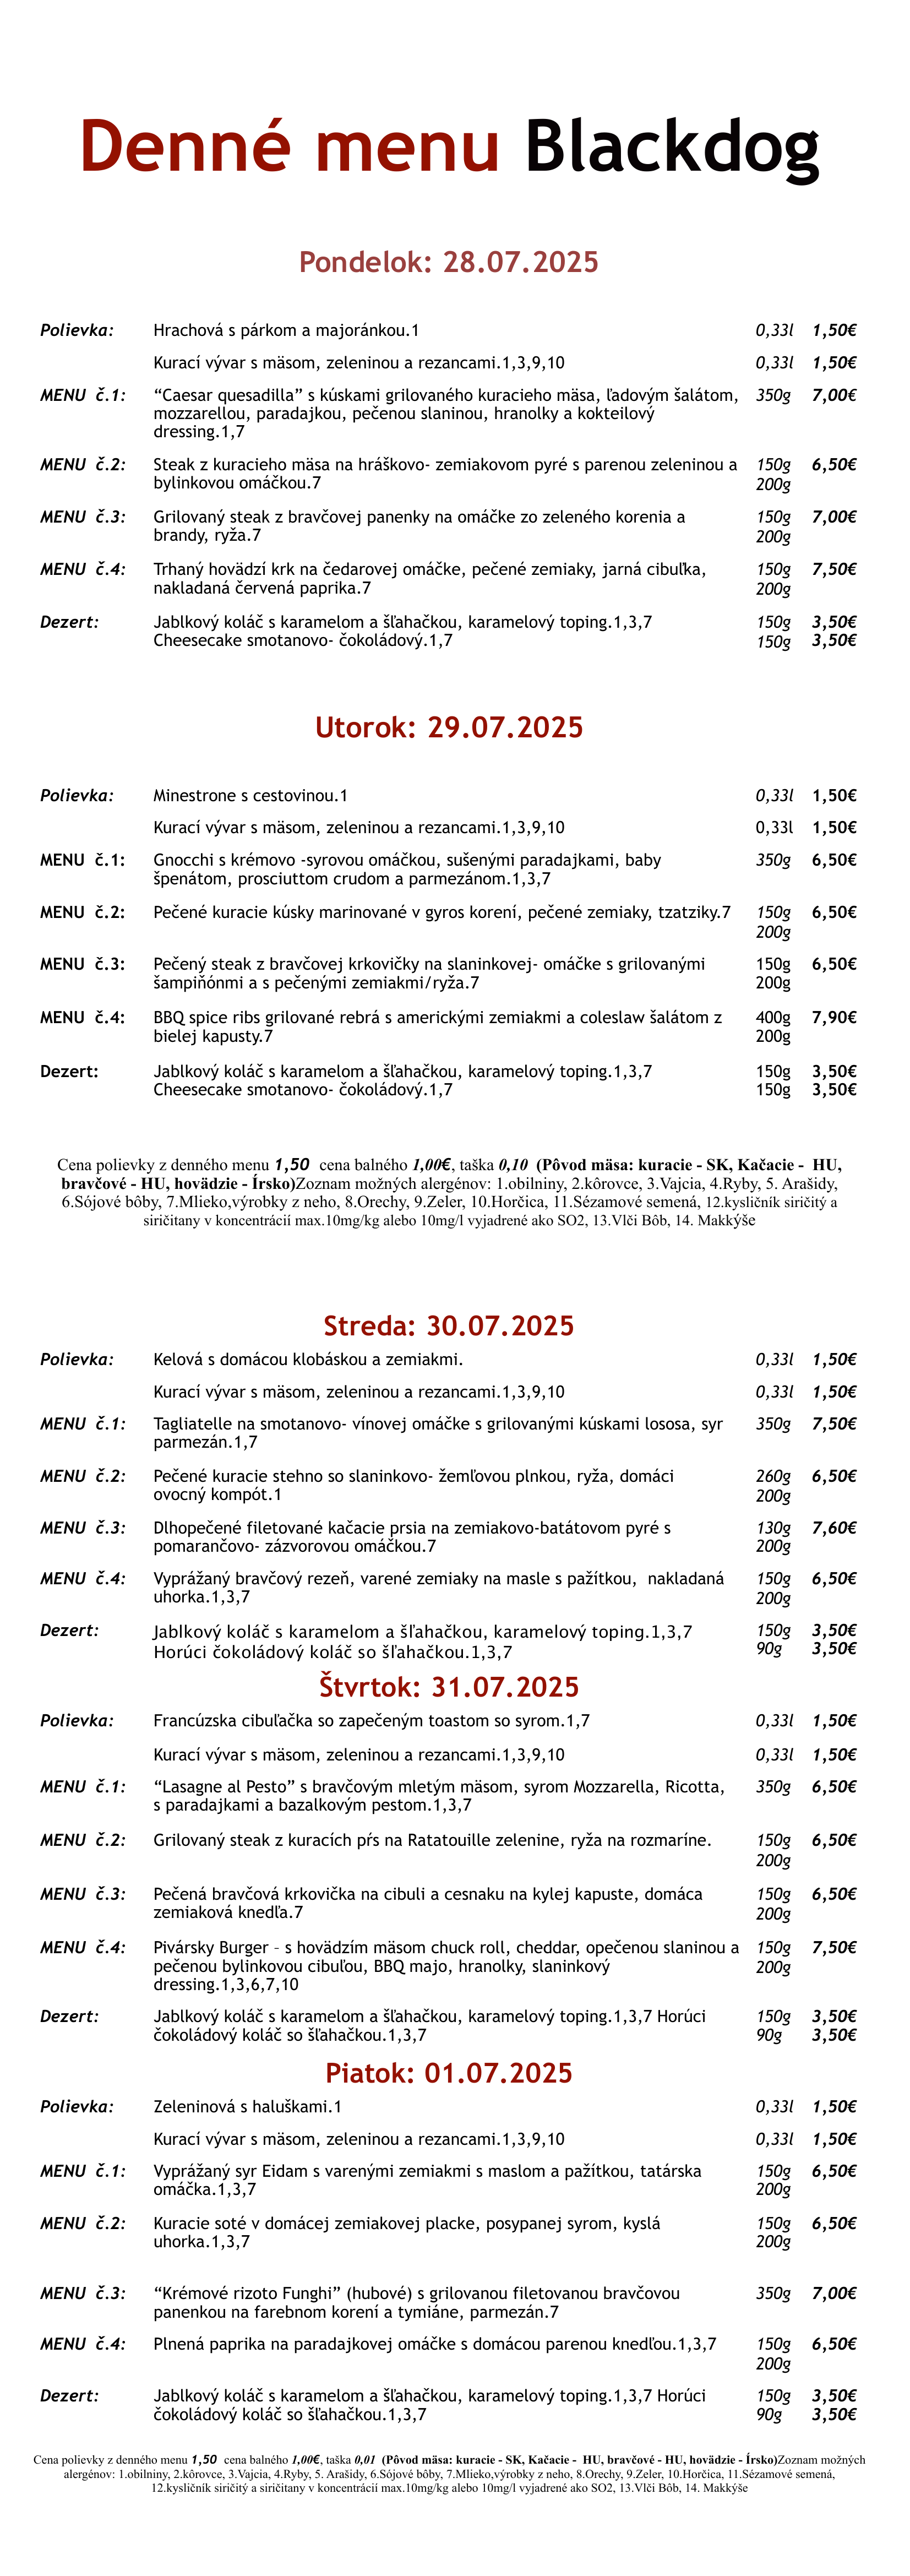 Denné menu Blackdog
Pondelok: 28.07.2025
Polievka: Hrachová s párkom a majoránkou.1 0,33l 1,50€
Kurací vývar s mäsom, zeleninou a rezancami.1,3,9,10 0,33l 1,50€
MENU č.1: “Caesar quesadilla” s kúskami grilovaného kuracieho mäsa, ľadovým šalátom, 350g 7,00€
mozzarellou, paradajkou, pečenou slaninou, hranolky a kokteilový
dressing.1,7
MENU č.2: Steak z kuracieho mäsa na hráškovo- zemiakovom pyré s parenou zeleninou a 150g 6,50€
bylinkovou omáčkou.7 200g
MENU č.3: Grilovaný steak z bravčovej panenky na omáčke zo zeleného korenia a 150g 7,00€
brandy, ryža.7 200g
MENU č.4: Trhaný hovädzí krk na čedarovej omáčke, pečené zemiaky, jarná cibuľka, 150g 7,50€
nakladaná červená paprika.7 200g
Dezert: Jablkový koláč s karamelom a šľahačkou, karamelový toping.1,3,7 150g 3,50€
Cheesecake smotanovo- čokoládový.1,7 150g 3,50€
Utorok: 29.07.2025
Polievka: Minestrone s cestovinou.1 0,33l 1,50€
Kurací vývar s mäsom, zeleninou a rezancami.1,3,9,10 0,33l 1,50€
MENU č.1: Gnocchi s krémovo -syrovou omáčkou, sušenými paradajkami, baby 350g 6,50€
špenátom, prosciuttom crudom a parmezánom.1,3,7
MENU č.2: Pečené kuracie kúsky marinované v gyros korení, pečené zemiaky, tzatziky.7 150g 6,50€
200g
MENU č.3: Pečený steak z bravčovej krkovičky na slaninkovej- omáčke s grilovanými 150g 6,50€
šampiňónmi a s pečenými zemiakmi/ryža.7 200g
MENU č.4: BBQ spice ribs grilované rebrá s americkými zemiakmi a coleslaw šalátom z 400g 7,90€
bielej kapusty.7 200g
Dezert: Jablkový koláč s karamelom a šľahačkou, karamelový toping.1,3,7 150g 3,50€
Cheesecake smotanovo- čokoládový.1,7 150g 3,50€
Cena polievky z denného menu 1,50 cena balného 1,00€, taška 0,10 (Pôvod mäsa: kuracie - SK, Kačacie - HU,
bravčové - HU, hovädzie - Írsko)Zoznam možných alergénov: 1.obilniny, 2.kôrovce, 3.Vajcia, 4.Ryby, 5. Arašidy,
6.Sójové bôby, 7.Mlieko,výrobky z neho, 8.Orechy, 9.Zeler, 10.Horčica, 11.Sézamové semená, 12.kysličník siričitý a
siričitany v koncentrácií max.10mg/kg alebo 10mg/l vyjadrené ako SO2, 13.Vlči Bôb, 14. Makkýše
Streda: 30.07.2025
Polievka: Kelová s domácou klobáskou a zemiakmi. 0,33l 1,50€
Kurací vývar s mäsom, zeleninou a rezancami.1,3,9,10 0,33l 1,50€
MENU č.1: Tagliatelle na smotanovo- vínovej omáčke s grilovanými kúskami lososa, syr 350g 7,50€
parmezán.1,7
MENU č.2: Pečené kuracie stehno so slaninkovo- žemľovou plnkou, ryža, domáci 260g 6,50€
ovocný kompót.1 200g
MENU č.3: Dlhopečené filetované kačacie prsia na zemiakovo-batátovom pyré s 130g 7,60€
pomarančovo- zázvorovou omáčkou.7 200g
MENU č.4: Vyprážaný bravčový rezeň, varené zemiaky na masle s pažítkou, nakladaná 150g 6,50€
uhorka.1,3,7 200g
Dezert: Jablkový koláč s karamelom a šľahačkou, karamelový toping.1,3,7 150g 3,50€
Horúci čokoládový koláč so šľahačkou.1,3,7 90g 3,50€
Štvrtok: 31.07.2025
Polievka: Francúzska cibuľačka so zapečeným toastom so syrom.1,7 0,33l 1,50€
Kurací vývar s mäsom, zeleninou a rezancami.1,3,9,10 0,33l 1,50€
MENU č.1: “Lasagne al Pesto” s bravčovým mletým mäsom, syrom Mozzarella, Ricotta, 350g 6,50€
s paradajkami a bazalkovým pestom.1,3,7
MENU č.2: Grilovaný steak z kuracích pŕs na Ratatouille zelenine, ryža na rozmaríne. 150g 6,50€
200g
MENU č.3: Pečená bravčová krkovička na cibuli a cesnaku na kylej kapuste, domáca 150g 6,50€
zemiaková knedľa.7 200g
MENU č.4: Pivársky Burger – s hovädzím mäsom chuck roll, cheddar, opečenou slaninou a 150g 7,50€
pečenou bylinkovou cibuľou, BBQ majo, hranolky, slaninkový 200g
dressing.1,3,6,7,10
Dezert: Jablkový koláč s karamelom a šľahačkou, karamelový toping.1,3,7 Horúci 150g 3,50€
čokoládový koláč so šľahačkou.1,3,7 90g 3,50€
Piatok: 01.07.2025
Polievka: Zeleninová s haluškami.1 0,33l 1,50€
Kurací vývar s mäsom, zeleninou a rezancami.1,3,9,10 0,33l 1,50€
MENU č.1: Vyprážaný syr Eidam s varenými zemiakmi s maslom a pažítkou, tatárska 150g 6,50€
omáčka.1,3,7 200g
MENU č.2: Kuracie soté v domácej zemiakovej placke, posypanej syrom, kyslá 150g 6,50€
uhorka.1,3,7 200g
MENU č.3: “Krémové rizoto Funghi” (hubové) s grilovanou filetovanou bravčovou 350g 7,00€
panenkou na farebnom korení a tymiáne, parmezán.7
MENU č.4: Plnená paprika na paradajkovej omáčke s domácou parenou knedľou.1,3,7 150g 6,50€
200g
Dezert: Jablkový koláč s karamelom a šľahačkou, karamelový toping.1,3,7 Horúci 150g 3,50€
čokoládový koláč so šľahačkou.1,3,7 90g 3,50€
Cena polievky z denného menu 1,50 cena balného 1,00€, taška 0,01 (Pôvod mäsa: kuracie - SK, Kačacie - HU, bravčové - HU, hovädzie - Írsko)Zoznam možných
alergénov: 1.obilniny, 2.kôrovce, 3.Vajcia, 4.Ryby, 5. Arašidy, 6.Sójové bôby, 7.Mlieko,výrobky z neho, 8.Orechy, 9.Zeler, 10.Horčica, 11.Sézamové semená,
12.kysličník siričitý a siričitany v koncentrácií max.10mg/kg alebo 10mg/l vyjadrené ako SO2, 13.Vlči Bôb, 14. Makkýše